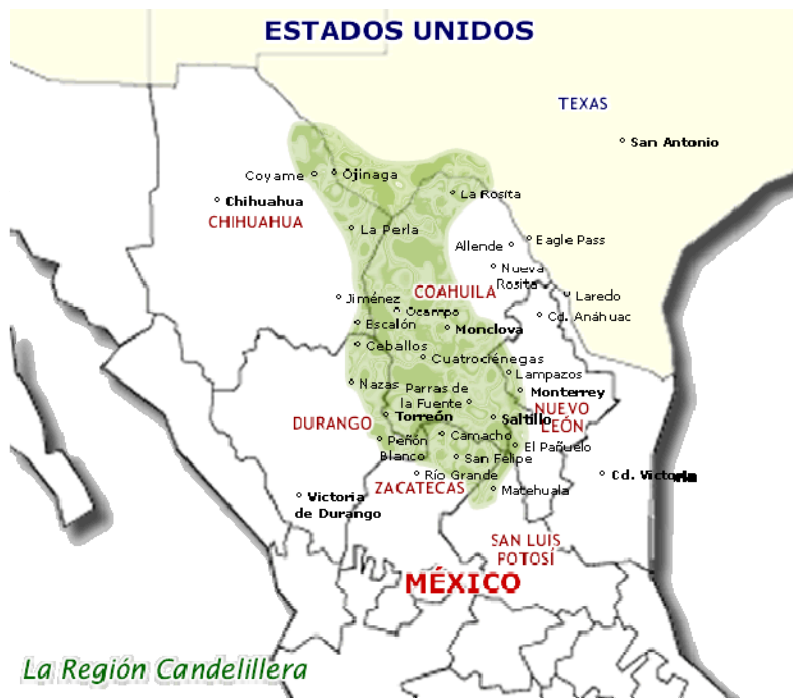 ESTADOS UNIDOS
TEXAS
San Antonio
Coyame
Ojinaga
La Rosita
Chihuahua
CHIHUAHUA
La Perla
Allende
Eagle Pass
Nueva
Rosita
COAHUILA
Jiménez
Laredo
Ocampo
Cd. Anáhuac
Escalón
Monclova
Ceballos
Cuatrociénegas
Lampazos
Nazas
Parras de
la Fuente
Monterrey
NUEVO
LEÓN
Torreón
Saltillo
DURANGO
Camacho
Peñón
Blanco
El Pañuelo
San Felipe
Río Grande
Cd. Victoria
ZACATECAS
Matehuala
Victoria
de Durango
SAN LUIS
POTOSÍ
MÉXICO
La Región Candelillera